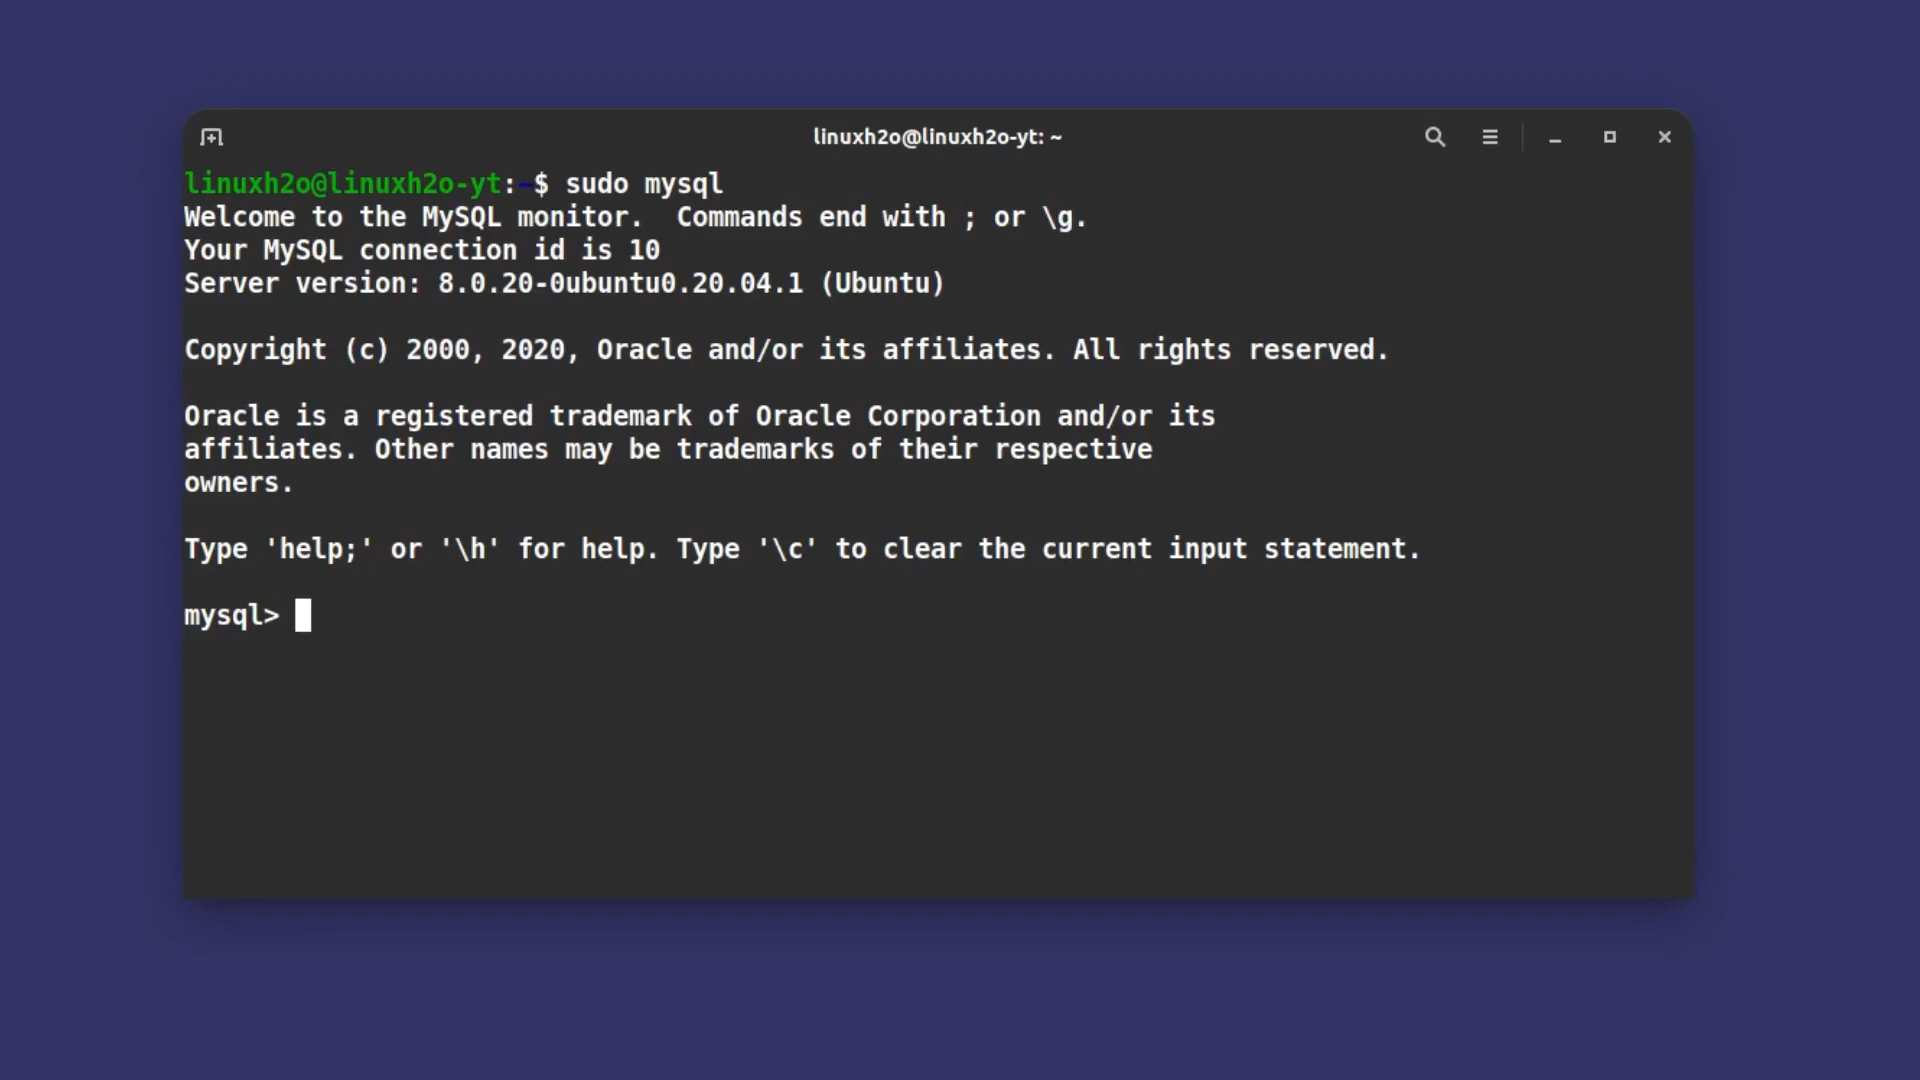 linuxh2o@linuxh2o-yt: ~
linuxh2o@linuxh2o-yt:~$ sudo mysql
Welcome to the MySQL monitor.  Commands end with ; or \g.
Your MySQL connection id is 10
Server version: 8.0.20-0ubuntu0.20.04.1 (Ubuntu)
Copyright (c) 2000, 2020, Oracle and/or its affiliates. All rights reserved.
Oracle is a registered trademark of Oracle Corporation and/or its
affiliates. Other names may be trademarks of their respective
owners.
Type 'help;' or '\h' for help. Type '\c' to clear the current input statement.
mysql>